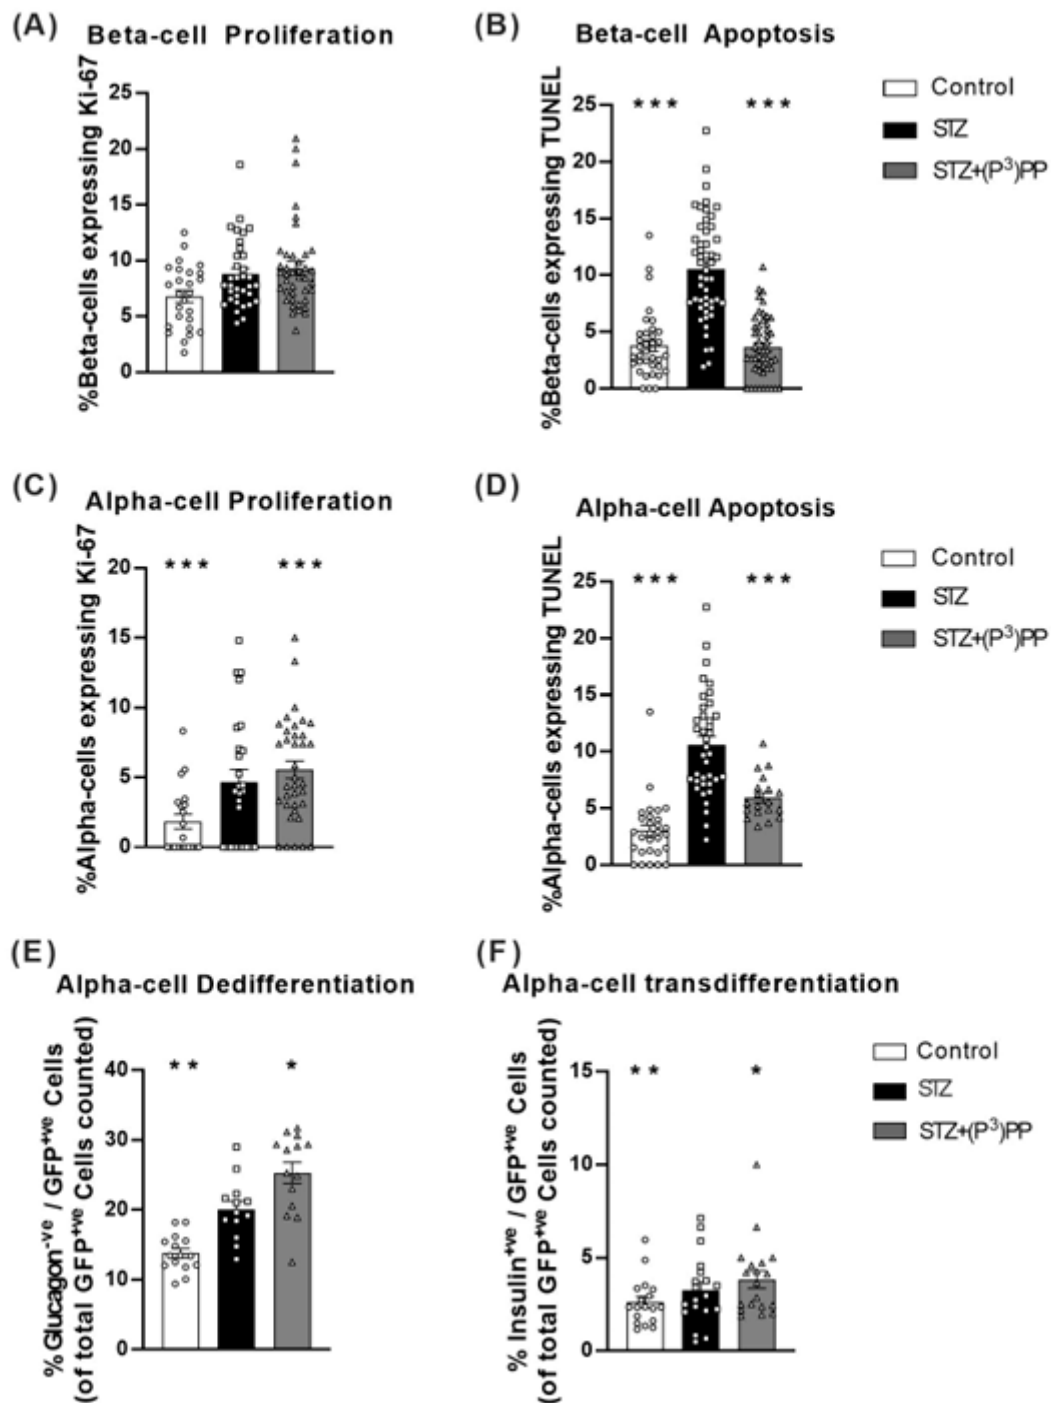 (A)
Beta-cell Proliferation
%Beta-cells expressing Ki-67
25
20
15
10
5
0
(B)
Beta-cell Apoptosis
%Beta-cells expressing TUNEL
25
20
15
10
5
0
*** ***
Control
STZ
STZ+(P³)PP
(C)
Alpha-cell Proliferation
%Alpha-cells expressing Ki-67
20
15
10
5
0
*** ***
(D)
Alpha-cell Apoptosis
%Alpha-cells expressing TUNEL
25
20
15
10
5
0
*** ***
Control
STZ
STZ+(P³)PP
(E)
Alpha-cell Dedifferentiation
% Glucagon⁻ᵛᵉ / GFP⁺ᵛᵉ Cells
(of total GFP⁺ᵛᵉ Cells counted)
40
30
20
10
0
** *
(F)
Alpha-cell transdifferentiation
% Insulin⁺ᵛᵉ / GFP⁺ᵛᵉ Cells
(of total GFP⁺ᵛᵉ Cells counted)
15
10
5
0
** *
Control
STZ
STZ+(P³)PP